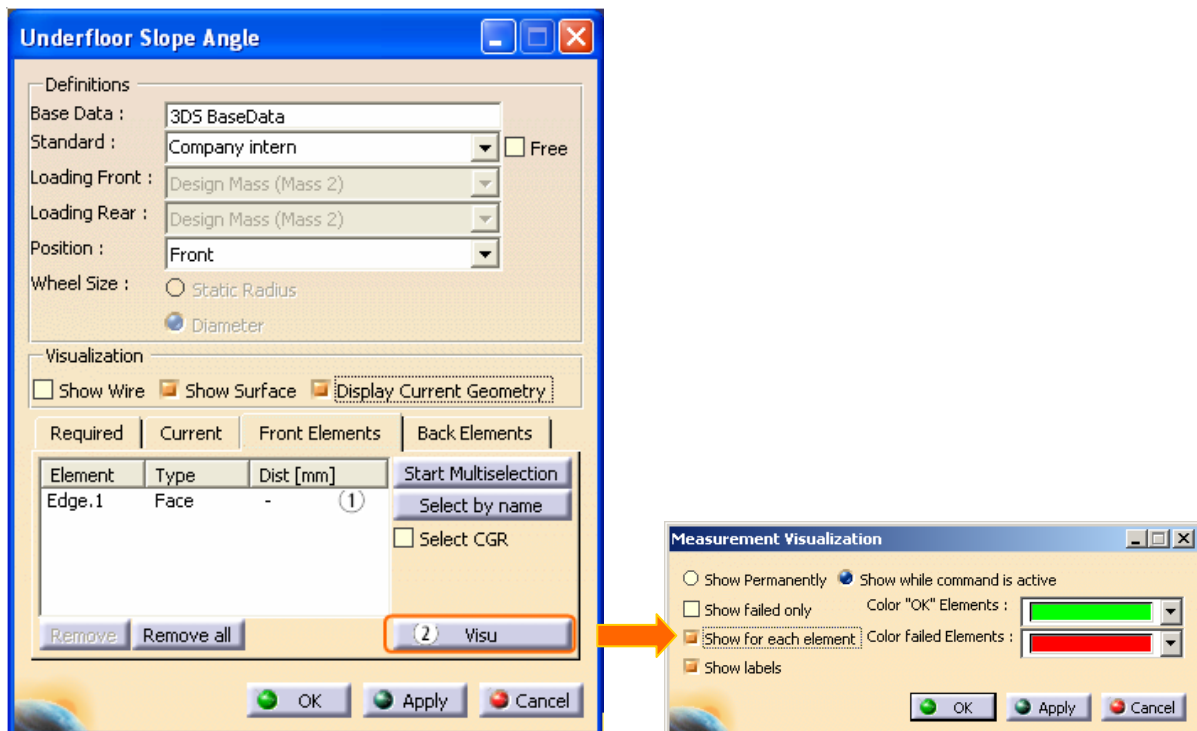 Underfloor Slope Angle
Definitions
Base Data : 3DS BaseData
Standard : Company intern Free
Loading Front : Design Mass (Mass 2)
Loading Rear : Design Mass (Mass 2)
Position : Front
Wheel Size : Static Radius
Diameter
Visualization
Show Wire Show Surface Display Current Geometry
Required Current Front Elements Back Elements
Element Type Dist [mm] Start Multiselection
Edge.1 Face - 1 Select by name
Select CGR
Remove Remove all 2 Visu
OK Apply Cancel
Measurement Visualization
Show Permanently Show while command is active
Show failed only Color "OK" Elements :
Show for each element Color failed Elements :
Show labels
OK Apply Cancel